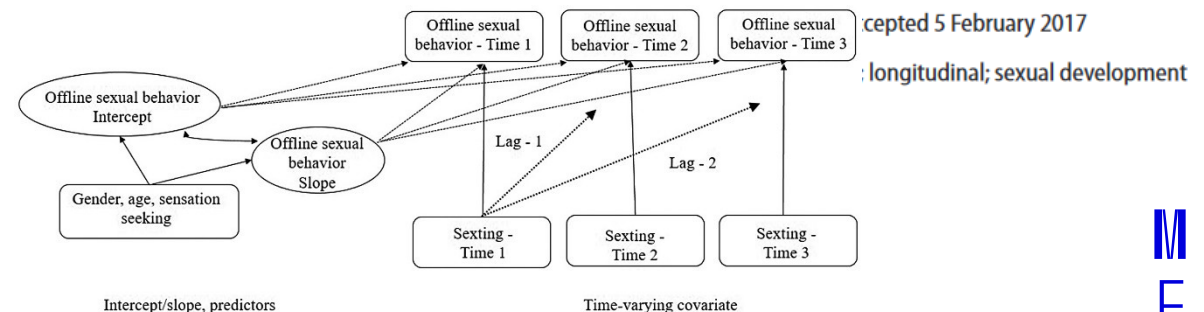 Offline sexual
behavior - Time 1
Offline sexual
behavior - Time 2
Offline sexual
behavior - Time 3
cepted 5 February 2017
; longitudinal; sexual development
Offline sexual behavior
Intercept
Offline sexual
behavior
Slope
Lag - 1
Lag - 2
Gender, age, sensation
seeking
Sexting -
Time 1
Sexting -
Time 2
Sexting -
Time 3
Intercept/slope, predictors
Time-varying covariate